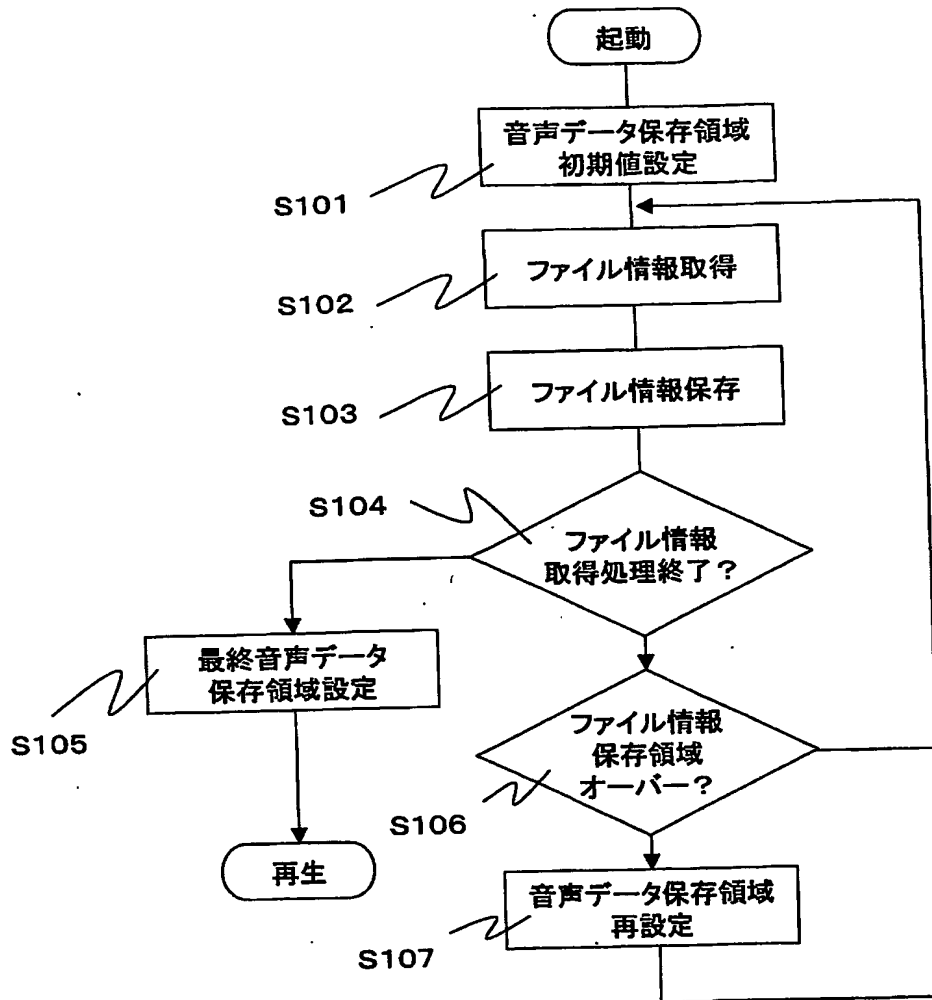 起動
音声データ保存領域
初期値設定
S101
ファイル情報取得
S102
ファイル情報保存
S103
S104
ファイル情報
取得処理終了？
最終音声データ
保存領域設定
S105
ファイル情報
保存領域
オーバー？
S106
再生
音声データ保存領域
再設定
S107